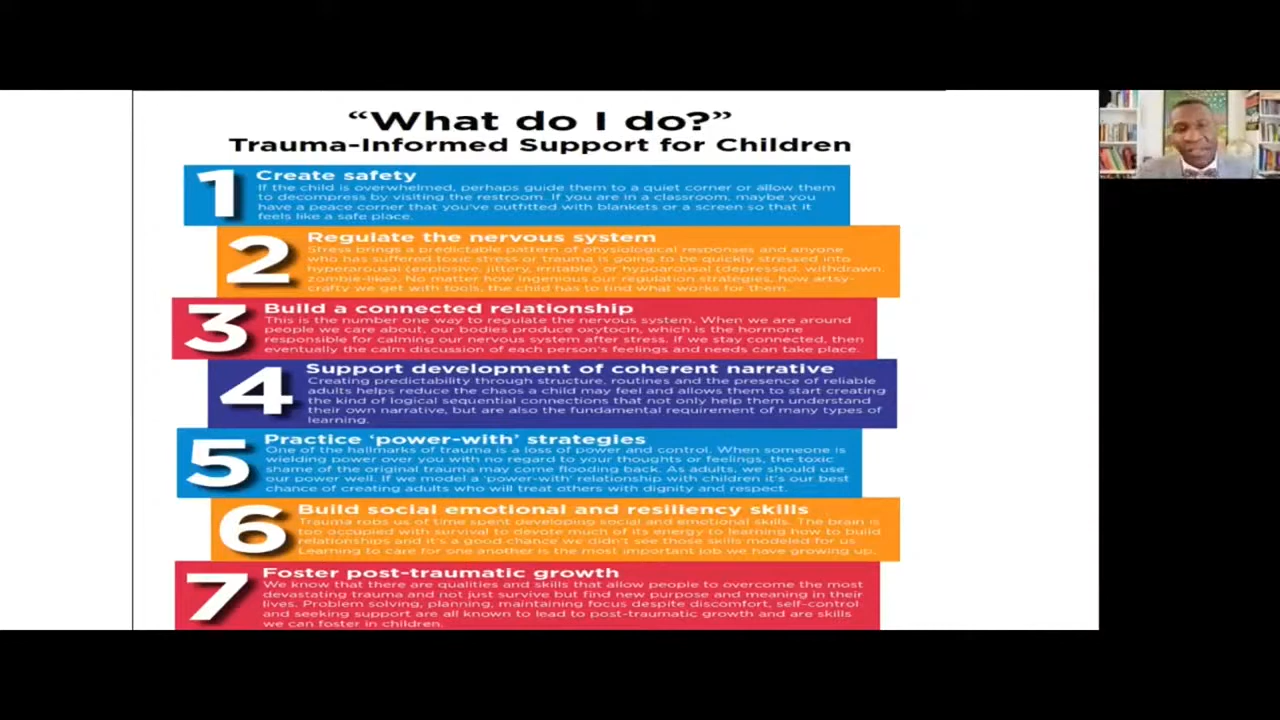 “What do I do?”
Trauma-Informed Support for Children
1
Create safety
If the child is overwhelmed, perhaps guide them to a quiet corner or allow them
to decompress by visiting the restroom. If you are in a classroom, maybe you
have a peace corner that you’ve outfitted with blankets or a screen so that it
feels like a safe place.
2
Regulate the nervous system
Stress brings a predictable pattern of physiological responses and anyone
who has suffered toxic stress or trauma is going to be quickly stressed into
hyperarousal (explosive, jittery, irritable) or hypoarousal (depressed, withdrawn,
zombie-like). No matter how ingenious our regulation strategies, how artsy-
crafty we get with tools, the child has to find what works for them.
3
Build a connected relationship
This is the number one way to regulate the nervous system. When we are around
people we care about, our bodies produce oxytocin, which is the hormone
responsible for calming our nervous system after stress. If we stay connected, then
eventually the calm discussion of each person’s feelings and needs can take place.
4
Support development of coherent narrative
Creating predictability through structure, routines and the presence of reliable
adults helps reduce the chaos a child may feel and allows them to start creating
the kind of logical sequential connections that not only help them understand
their own narrative, but are also the fundamental requirement of many types of
learning.
5
Practice ‘power-with’ strategies
One of the hallmarks of trauma is a loss of power and control. When someone is
wielding power over you with no regard to your thoughts or feelings, the toxic
shame of the original trauma may come flooding back. As adults, we should use
our power well. If we model a ‘power-with’ relationship with children it’s our best
chance of creating adults who will treat others with dignity and respect.
6
Build social emotional and resiliency skills
Trauma robs us of time spent developing social and emotional skills. The brain is
too occupied with survival to devote much of its energy to learning how to build
relationships and it’s a good chance we didn’t see those skills modeled for us.
Learning to care for one another is the most important job we have growing up.
7
Foster post-traumatic growth
We know that there are qualities and skills that allow people to overcome the most
devastating trauma and not just survive but find new purpose and meaning in their
lives. Problem solving, planning, maintaining focus despite discomfort, self-control
and seeking support are all known to lead to post-traumatic growth and are skills
we can foster in children.